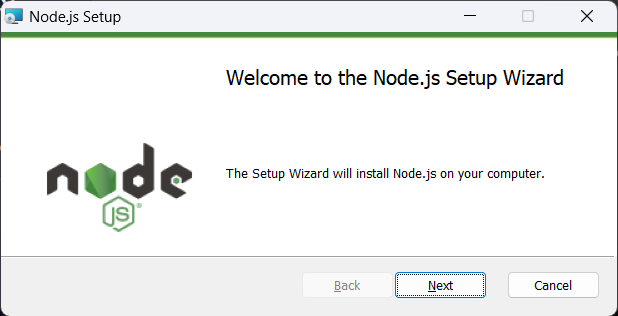 Node.js Setup
Welcome to the Node.js Setup Wizard
node
JS
The Setup Wizard will install Node.js on your computer.
Back
Next
Cancel